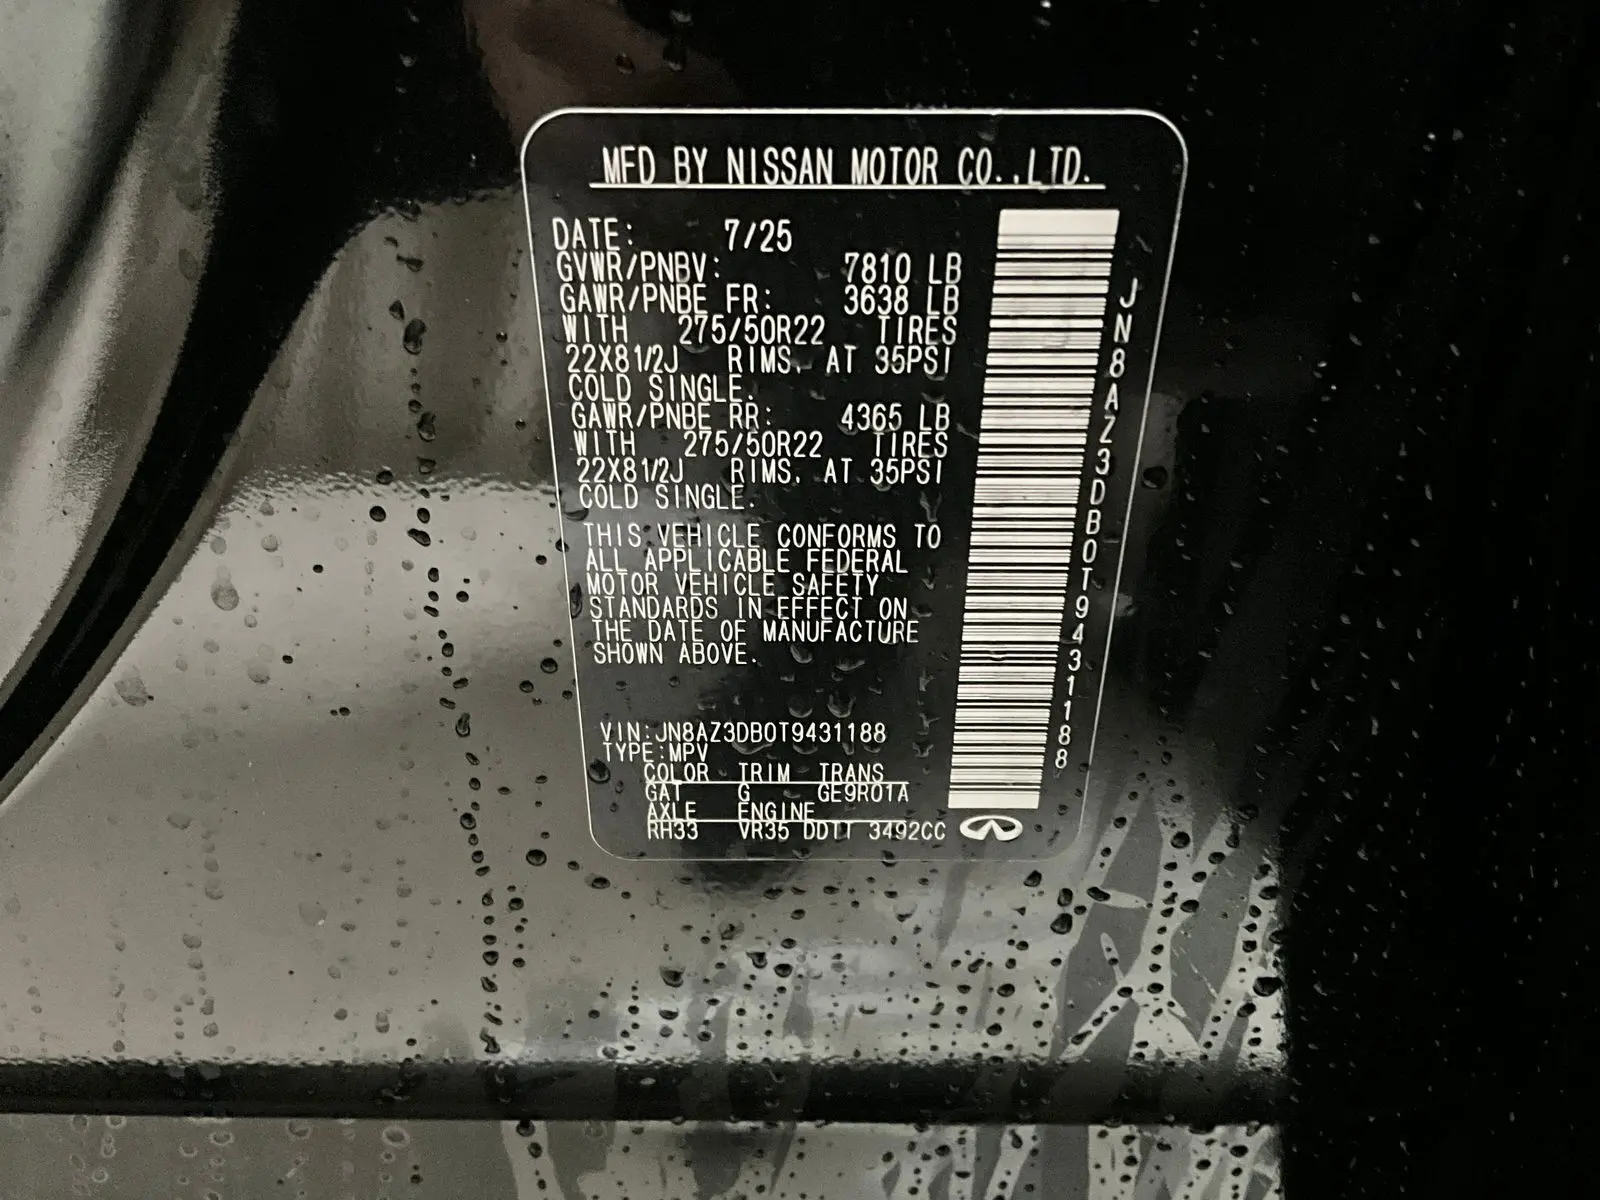 MFD BY NISSAN MOTOR CO.,LTD.
DATE: 7/25
GVWR/PNBV: 7810 LB
GAWR/PNBE FR: 3638 LB
WITH 275/50R22 TIRES
22X81/2J RIMS, AT 35PSI
COLD SINGLE.
GAWR/PNBE RR: 4365 LB
WITH 275/50R22 TIRES
22X81/2J RIMS, AT 35PSI
COLD SINGLE.
THIS VEHICLE CONFORMS TO
ALL APPLICABLE FEDERAL
MOTOR VEHICLE SAFETY
STANDARDS IN EFFECT ON
THE DATE OF MANUFACTURE
SHOWN ABOVE.
VIN:JN8AZ3DB0T9431188
TYPE:MPV
COLOR TRIM TRANS
GAT G GE9R01A
AXLE ENGINE
RH33 VR35 DDTT 3492CC
JN8AZ3DB0T9431188